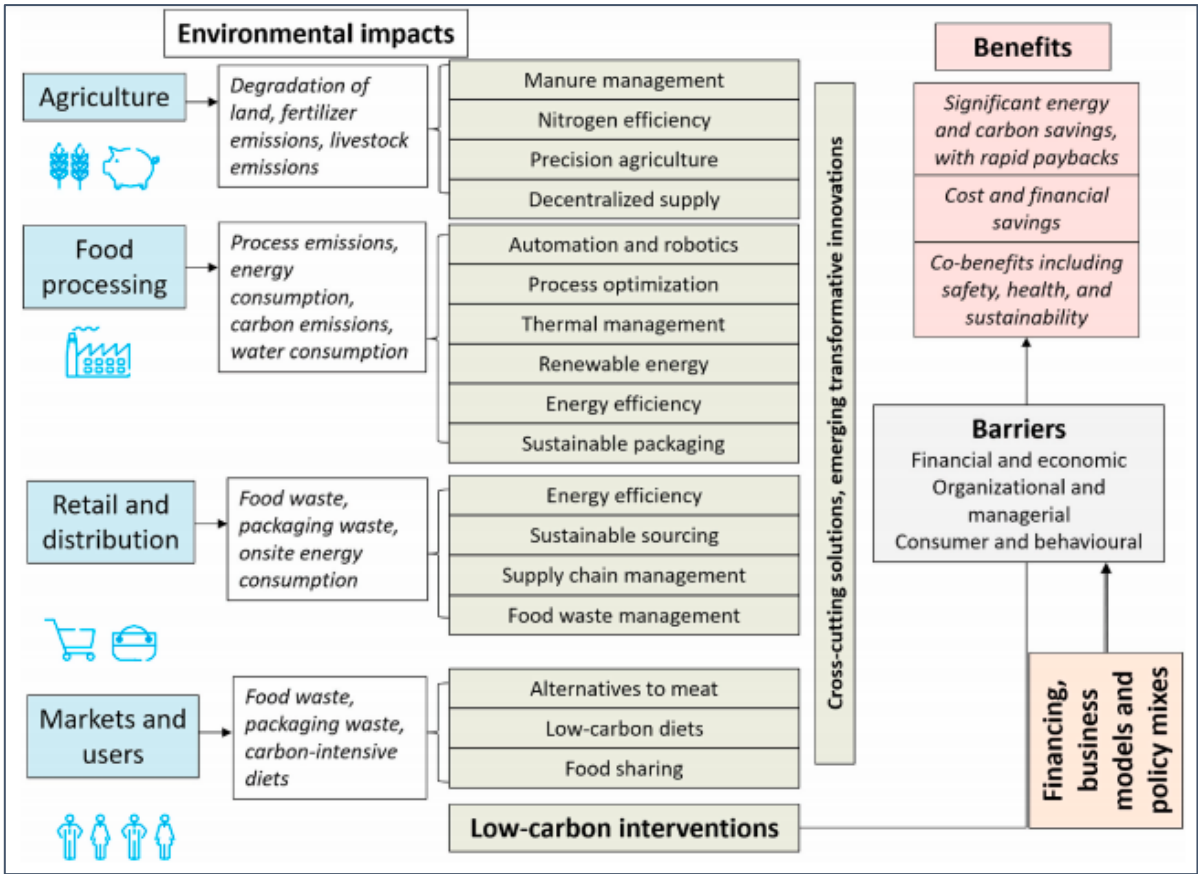 Environmental impacts
Agriculture
Degradation of
land, fertilizer
emissions, livestock
emissions
Manure management
Nitrogen efficiency
Precision agriculture
Decentralized supply
Food
processing
Process emissions,
energy
consumption,
carbon emissions,
water consumption
Automation and robotics
Process optimization
Thermal management
Renewable energy
Energy efficiency
Sustainable packaging
Retail and
distribution
Food waste,
packaging waste,
onsite energy
consumption
Energy efficiency
Sustainable sourcing
Supply chain management
Food waste management
Markets and
users
Food waste,
packaging waste,
carbon-intensive
diets
Alternatives to meat
Low-carbon diets
Food sharing
Low-carbon interventions
Cross-cutting solutions, emerging transformative innovations
Benefits
Significant energy
and carbon savings,
with rapid paybacks
Cost and financial
savings
Co-benefits including
safety, health, and
sustainability
Barriers
Financial and economic
Organizational and
managerial
Consumer and behavioural
Financing,
business
models and
policy mixes